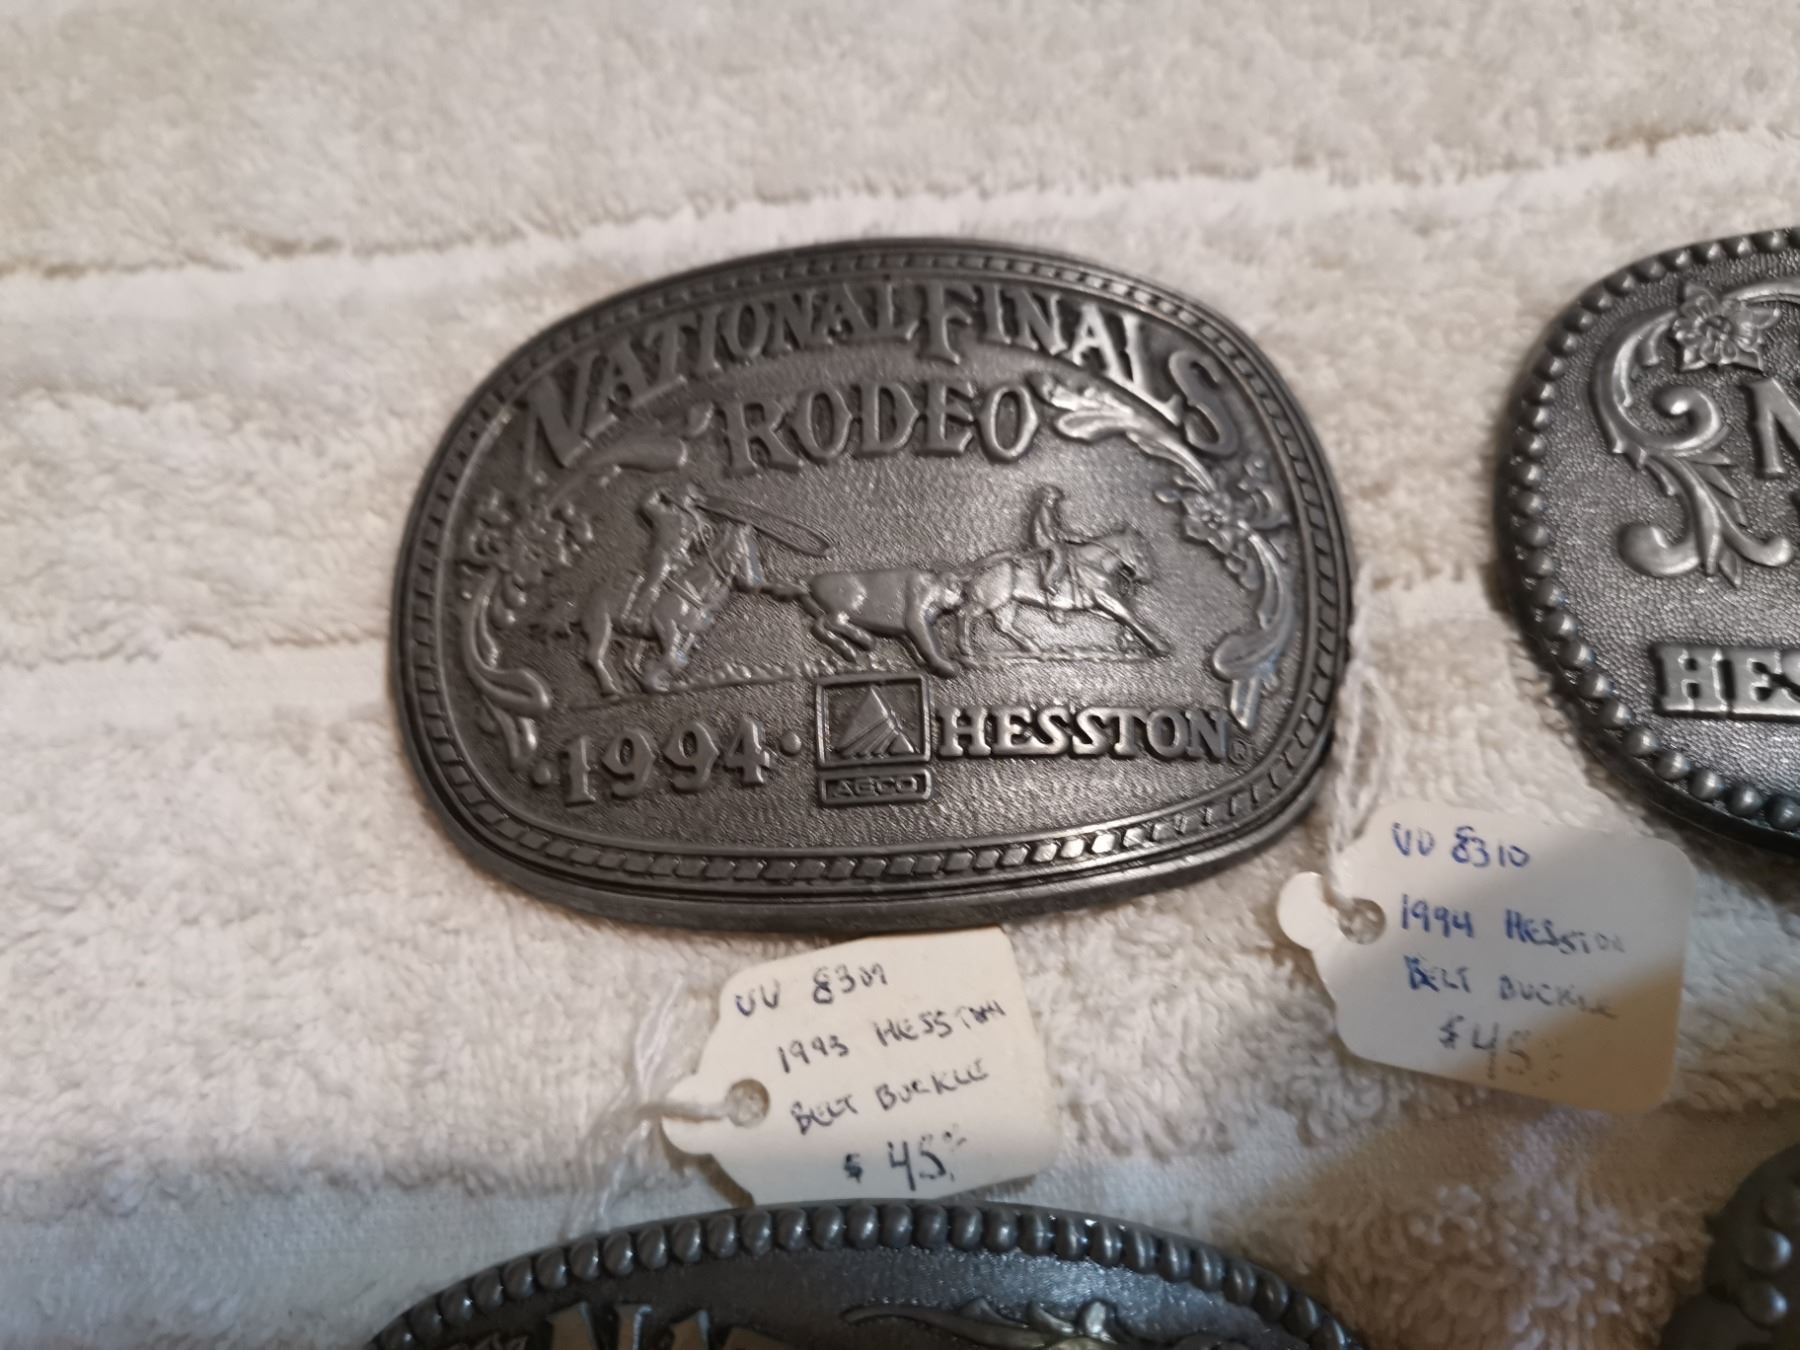 NATIONAL FINALS
RODEO
·1994·
HESSTON
AGCO
HES
VV 8310
1994 HESSTON
BELT BUCKLE
$45
VV 8309
1993 HESSTON
BELT BUCKLE
$45